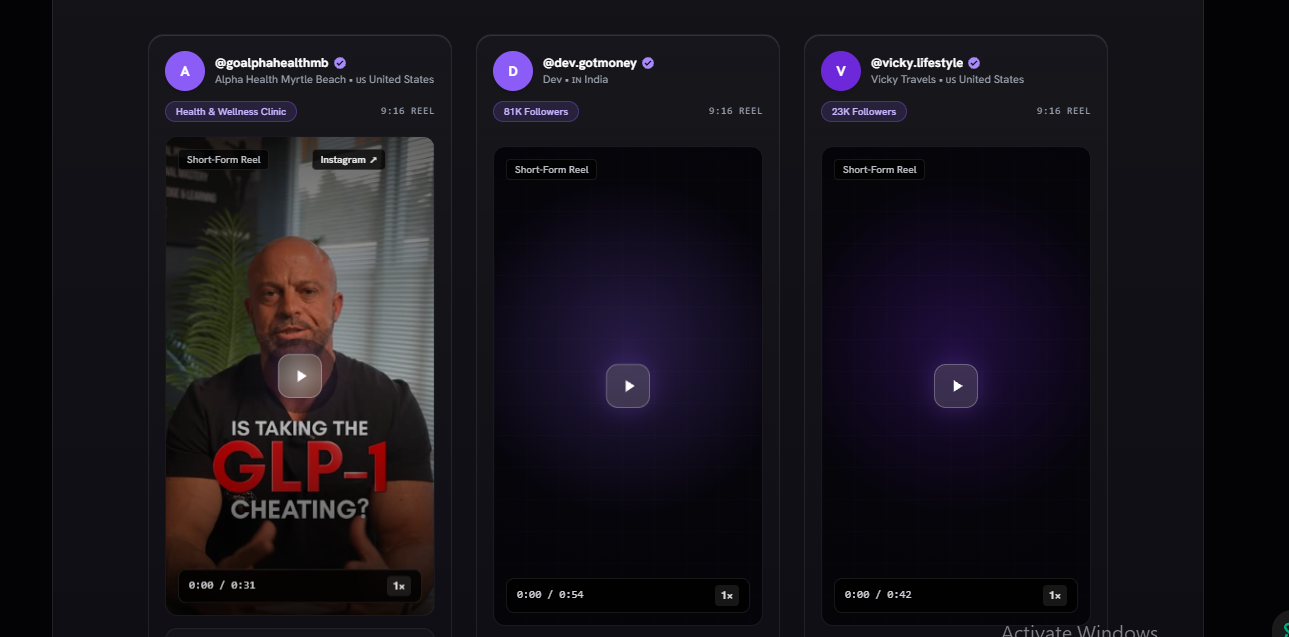 A
@goalphahealthmb
Alpha Health Myrtle Beach • US United States
Health & Wellness Clinic
9:16 REEL
Short-Form Reel
Instagram ↗
IS TAKING THE
GLP-1
CHEATING?
0:00 / 0:31
1×
D
@dev.gotmoney
Dev • IN India
81K Followers
9:16 REEL
Short-Form Reel
0:00 / 0:54
1×
V
@vicky.lifestyle
Vicky Travels • US United States
23K Followers
9:16 REEL
Short-Form Reel
0:00 / 0:42
1×
Activate Windows